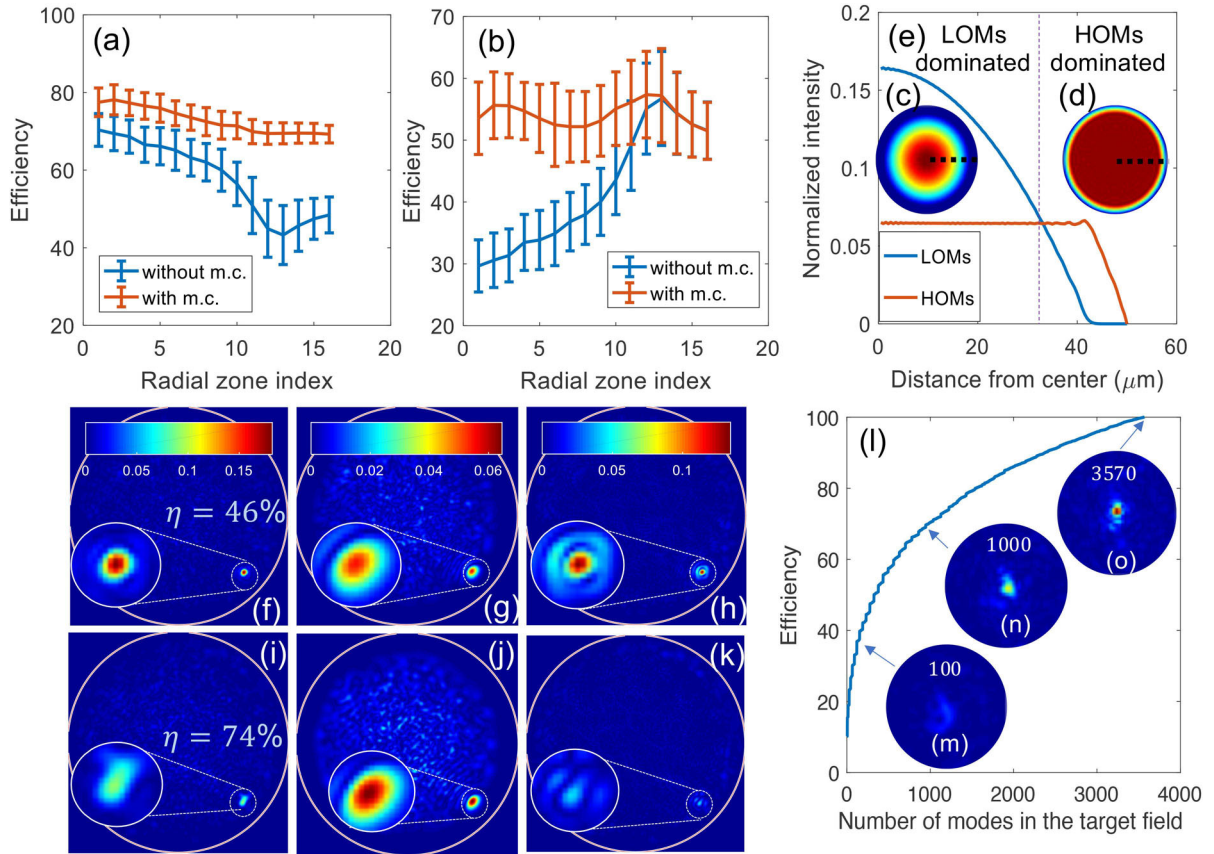 (a)
100
80
60
40
20
0
5
10
15
20
Efficiency
Radial zone index
without m.c.
with m.c.
(b)
70
60
50
40
30
20
0
5
10
15
20
Efficiency
Radial zone index
without m.c.
with m.c.
(e)
LOMs
dominated
HOMs
dominated
(c)
(d)
0.2
0.15
0.1
0.05
0
0
20
40
60
Normalized intensity
Distance from center (μm)
LOMs
HOMs
0
0.05
0.1
0.15
η = 46%
(f)
0
0.02
0.04
0.06
(g)
0
0.05
0.1
(h)
(i)
η = 74%
(j)
(k)
(l)
100
80
60
40
20
0
0
1000
2000
3000
4000
Efficiency
Number of modes in the target field
3570
(o)
1000
(n)
100
(m)